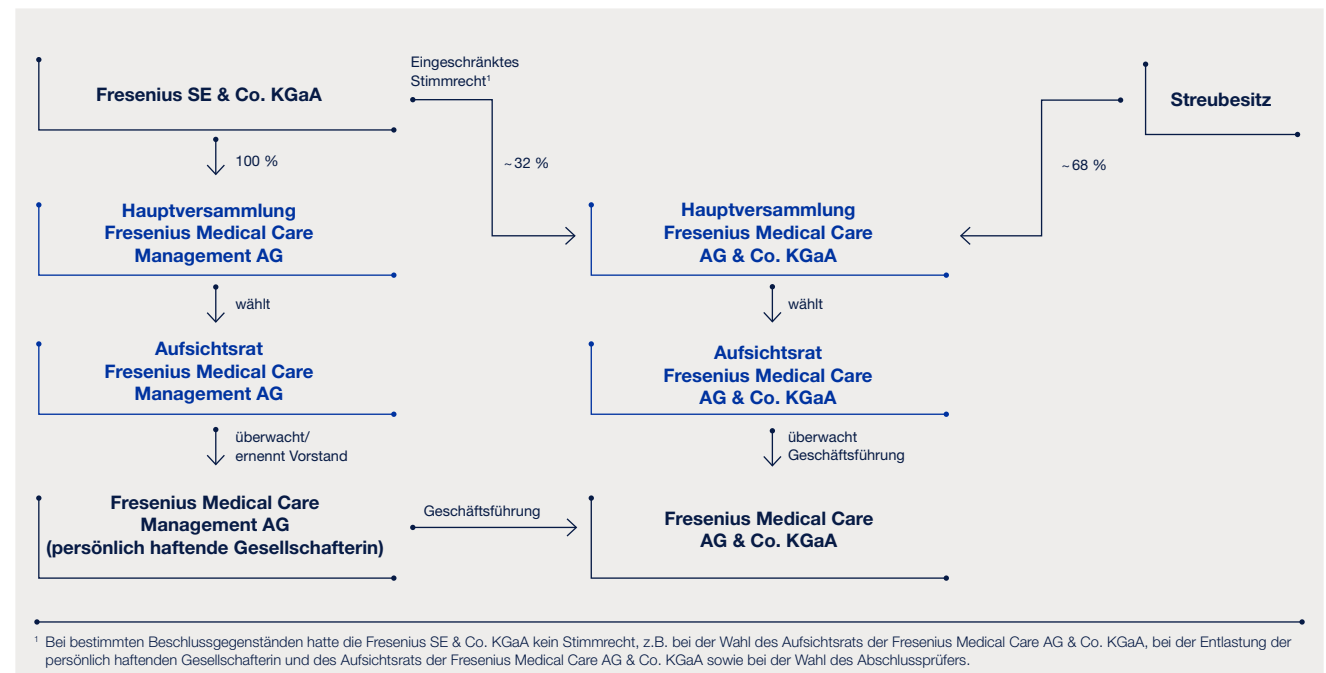 Eingeschränktes
Stimmrecht¹
Fresenius SE & Co. KGaA
Streubesitz
100 %
~32 %
~68 %
Hauptversammlung
Fresenius Medical Care
Management AG
Hauptversammlung
Fresenius Medical Care
AG & Co. KGaA
wählt
wählt
Aufsichtsrat
Fresenius Medical Care
Management AG
Aufsichtsrat
Fresenius Medical Care
AG & Co. KGaA
überwacht/
ernennt Vorstand
überwacht
Geschäftsführung
Fresenius Medical Care
Management AG
(persönlich haftende Gesellschafterin)
Geschäftsführung
Fresenius Medical Care
AG & Co. KGaA
¹ Bei bestimmten Beschlussgegenständen hatte die Fresenius SE & Co. KGaA kein Stimmrecht, z.B. bei der Wahl des Aufsichtsrats der Fresenius Medical Care AG & Co. KGaA, bei der Entlastung der
persönlich haftenden Gesellschafterin und des Aufsichtsrats der Fresenius Medical Care AG & Co. KGaA sowie bei der Wahl des Abschlussprüfers.